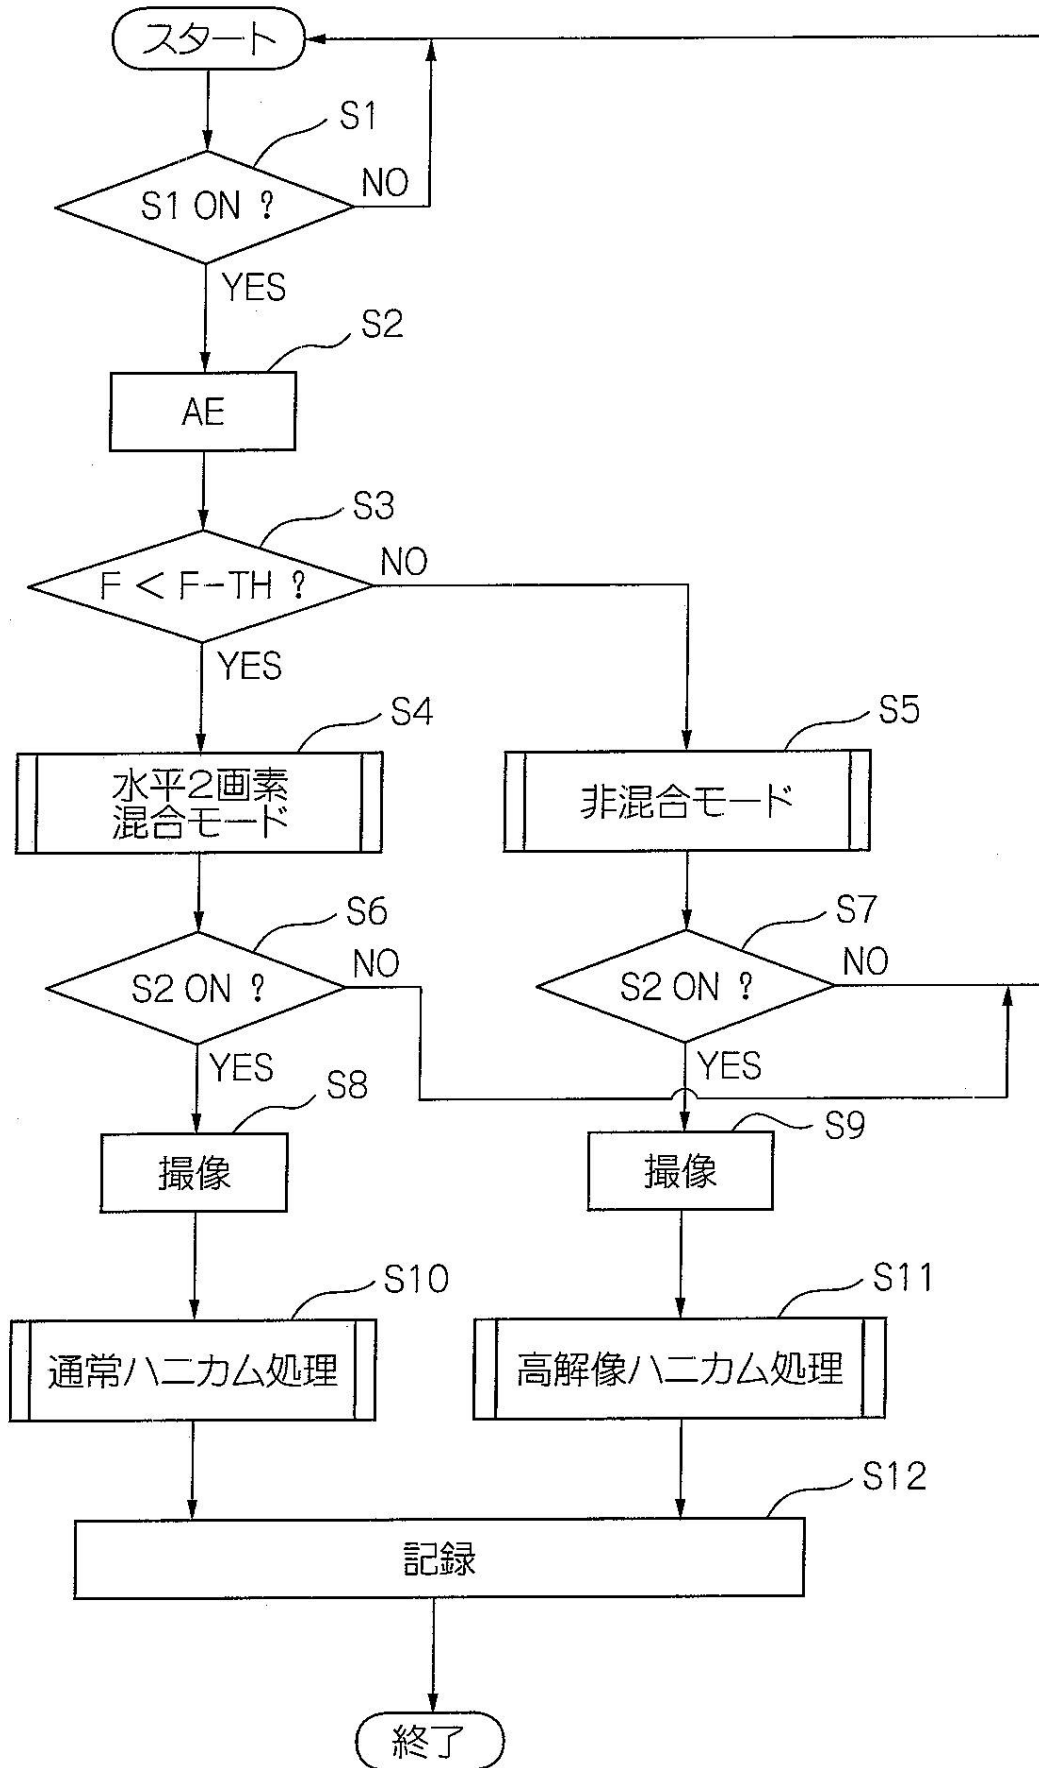 スタート
S1
S1 ON ?
NO
YES
S2
AE
S3
F < F-TH ?
NO
YES
S4
水平2画素
混合モード
S5
非混合モード
S6
S2 ON ?
NO
YES
S7
S2 ON ?
NO
YES
S8
撮像
S9
撮像
S10
通常ハニカム処理
S11
高解像ハニカム処理
S12
記録
終了